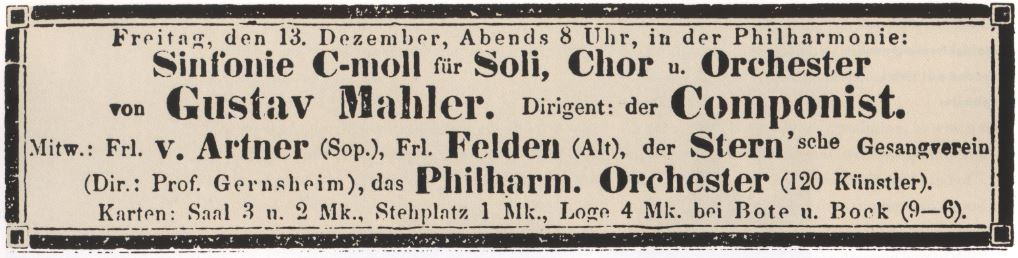 Freitag, den 13. Dezember, Abends 8 Uhr, in der Philharmonie:
Sinfonie C-moll für Soli, Chor u. Orchester
von Gustav Mahler. Dirigent: der Componist.
Mitw.: Frl. v. Artner (Sop.), Frl. Felden (Alt), der Stern'sche Gesangverein
(Dir.: Prof. Gernsheim), das Philharm. Orchester (120 Künstler).
Karten: Saal 3 u. 2 Mk., Stehplatz 1 Mk., Loge 4 Mk. bei Bote u. Bock (9—6).